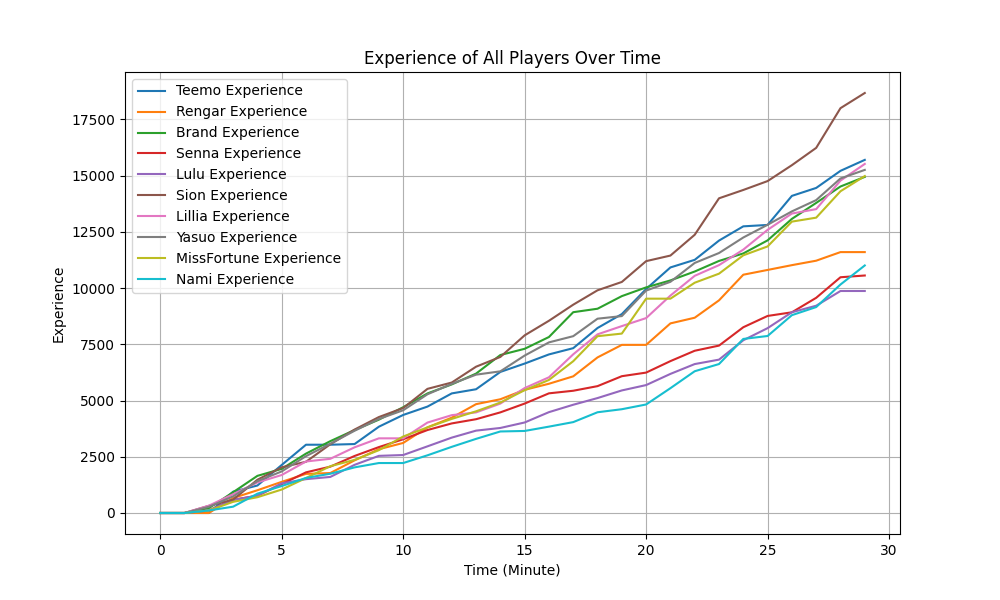 Experience of All Players Over Time
Teemo Experience
Rengar Experience
Brand Experience
Senna Experience
Lulu Experience
Sion Experience
Lillia Experience
Yasuo Experience
MissFortune Experience
Nami Experience
17500
15000
12500
10000
7500
5000
2500
0
Experience
0 5 10 15 20 25 30
Time (Minute)